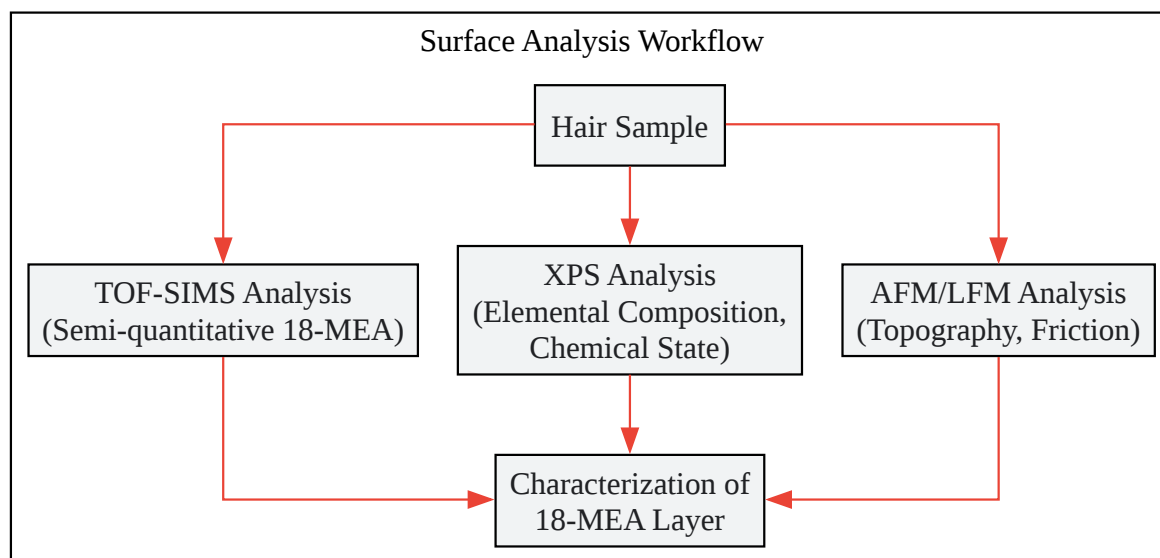 Surface Analysis Workflow
Hair Sample
TOF-SIMS Analysis
(Semi-quantitative 18-MEA)
XPS Analysis
(Elemental Composition,
Chemical State)
AFM/LFM Analysis
(Topography, Friction)
Characterization of
18-MEA Layer